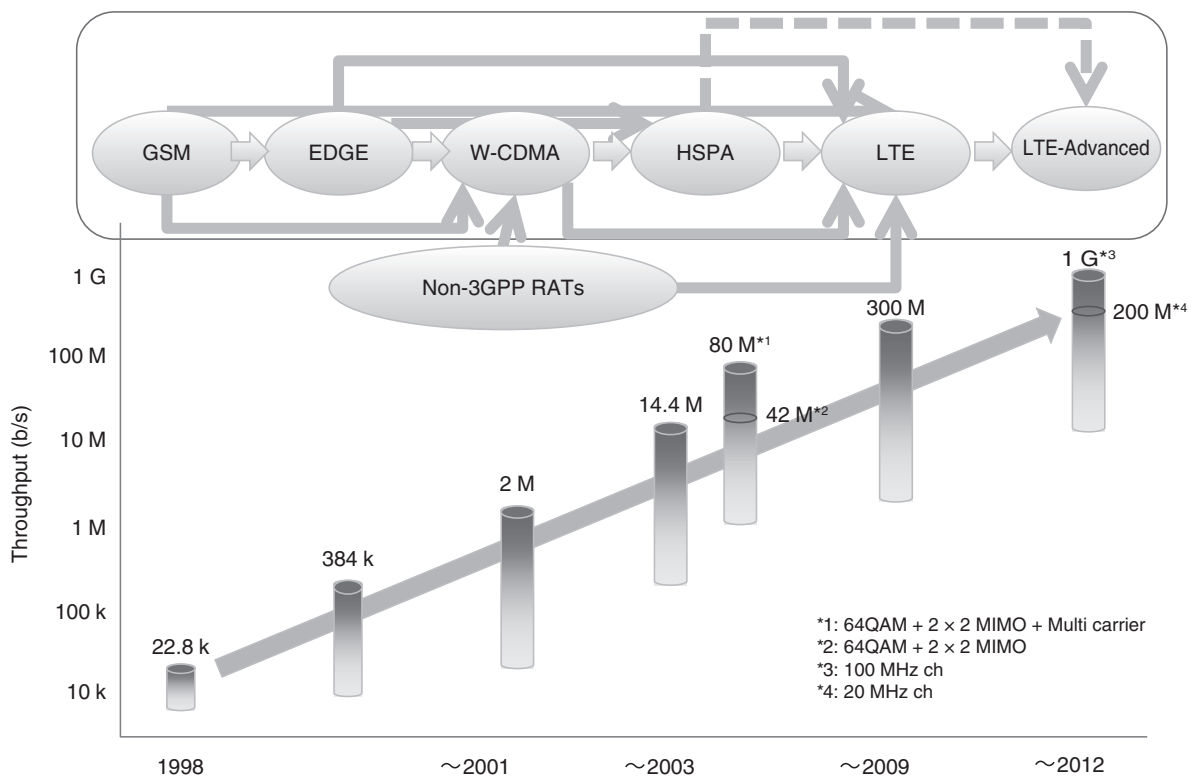 GSM
EDGE
W-CDMA
HSPA
LTE
LTE-Advanced
Non-3GPP RATs
Throughput (b/s)
1 G
100 M
10 M
1 M
100 k
10 k
22.8 k
384 k
2 M
14.4 M
80 M*1
42 M*2
300 M
1 G*3
200 M*4
*1: 64QAM + 2 × 2 MIMO + Multi carrier
*2: 64QAM + 2 × 2 MIMO
*3: 100 MHz ch
*4: 20 MHz ch
1998
～2001
～2003
～2009
～2012